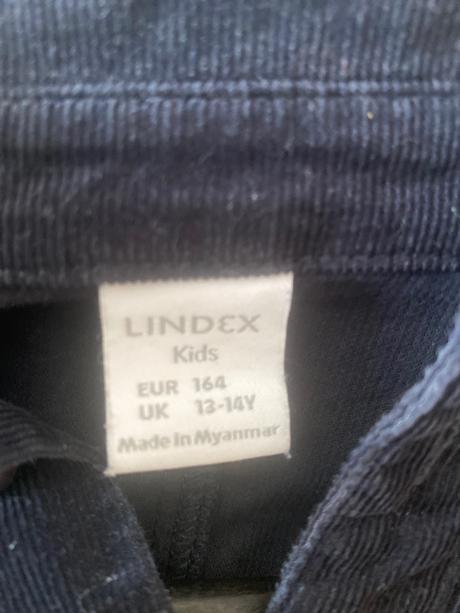 LINDEX
Kids
EUR 164
UK 13-14Y
Made In Myanmar